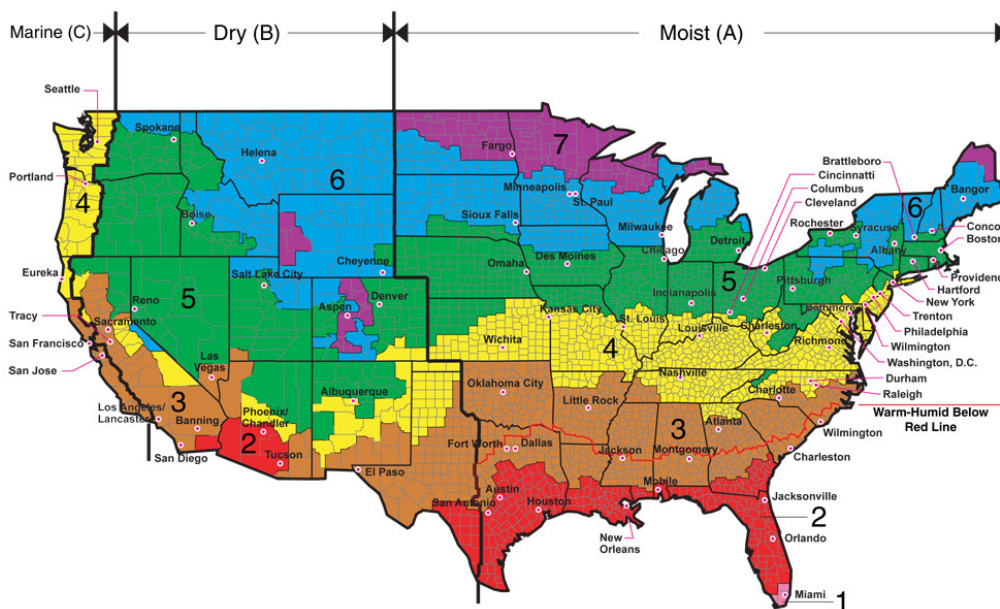 Marine (C)
Dry (B)
Moist (A)
Seattle
Spokane
Helena
Fargo
7
Brattleboro
Cincinnatti
Columbus
Cleveland
Portland
4
6
Minneapolis
St. Paul
6
Bangor
Boise
Sioux Falls
Milwaukee
Rochester
Syracuse
Conco
Albany
Boston
Eureka
Salt Lake City
Cheyenne
Omaha
Des Moines
Chicago
Detroit
5
Pittsburgh
Providenc
Hartford
New York
Reno
5
Aspen
Denver
Indianapolis
Trenton
Tracy
Sacramento
Kansas City
St. Louis
Louisville
Charleston
Philadelphia
San Francisco
Wichita
4
Richmond
Wilmington
San Jose
Las
Vegas
Albuquerque
Nashville
Washington, D.C.
Durham
Raleigh
3
Oklahoma City
Little Rock
Charlotte
Los Angeles/
Lancaster
Banning
Phoenix/
Chandler
3
Atlanta
Warm-Humid Below
Red Line
2
San Diego
Tucson
El Paso
Fort Worth
Dallas
Jackson
Montgomery
Wilmington
Charleston
Austin
San Antonio
Houston
Mobile
Jacksonville
New
Orleans
2
Orlando
Miami
1